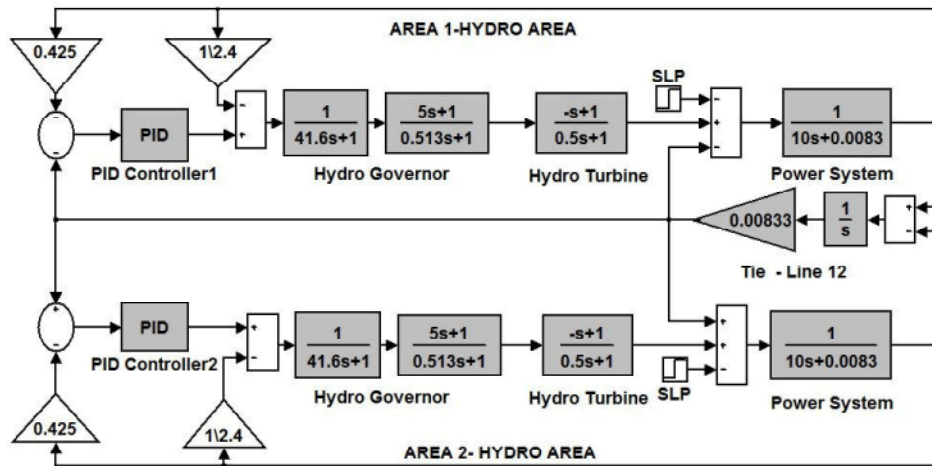 AREA 1-HYDRO AREA
0.425
1\2.4
SLP
-
-
-
+
PID
1
41.6s+1
5s+1
0.513s+1
-s+1
0.5s+1
-
+
-
1
10s+0.0083
PID Controller1
Hydro Governor
Hydro Turbine
Power System
0.00833
1
s
+
-
Tie - Line 12
+
-
PID
+
-
1
41.6s+1
5s+1
0.513s+1
-s+1
0.5s+1
+
+
-
1
10s+0.0083
PID Controller2
Hydro Governor
Hydro Turbine
SLP
Power System
0.425
1\2.4
AREA 2- HYDRO AREA